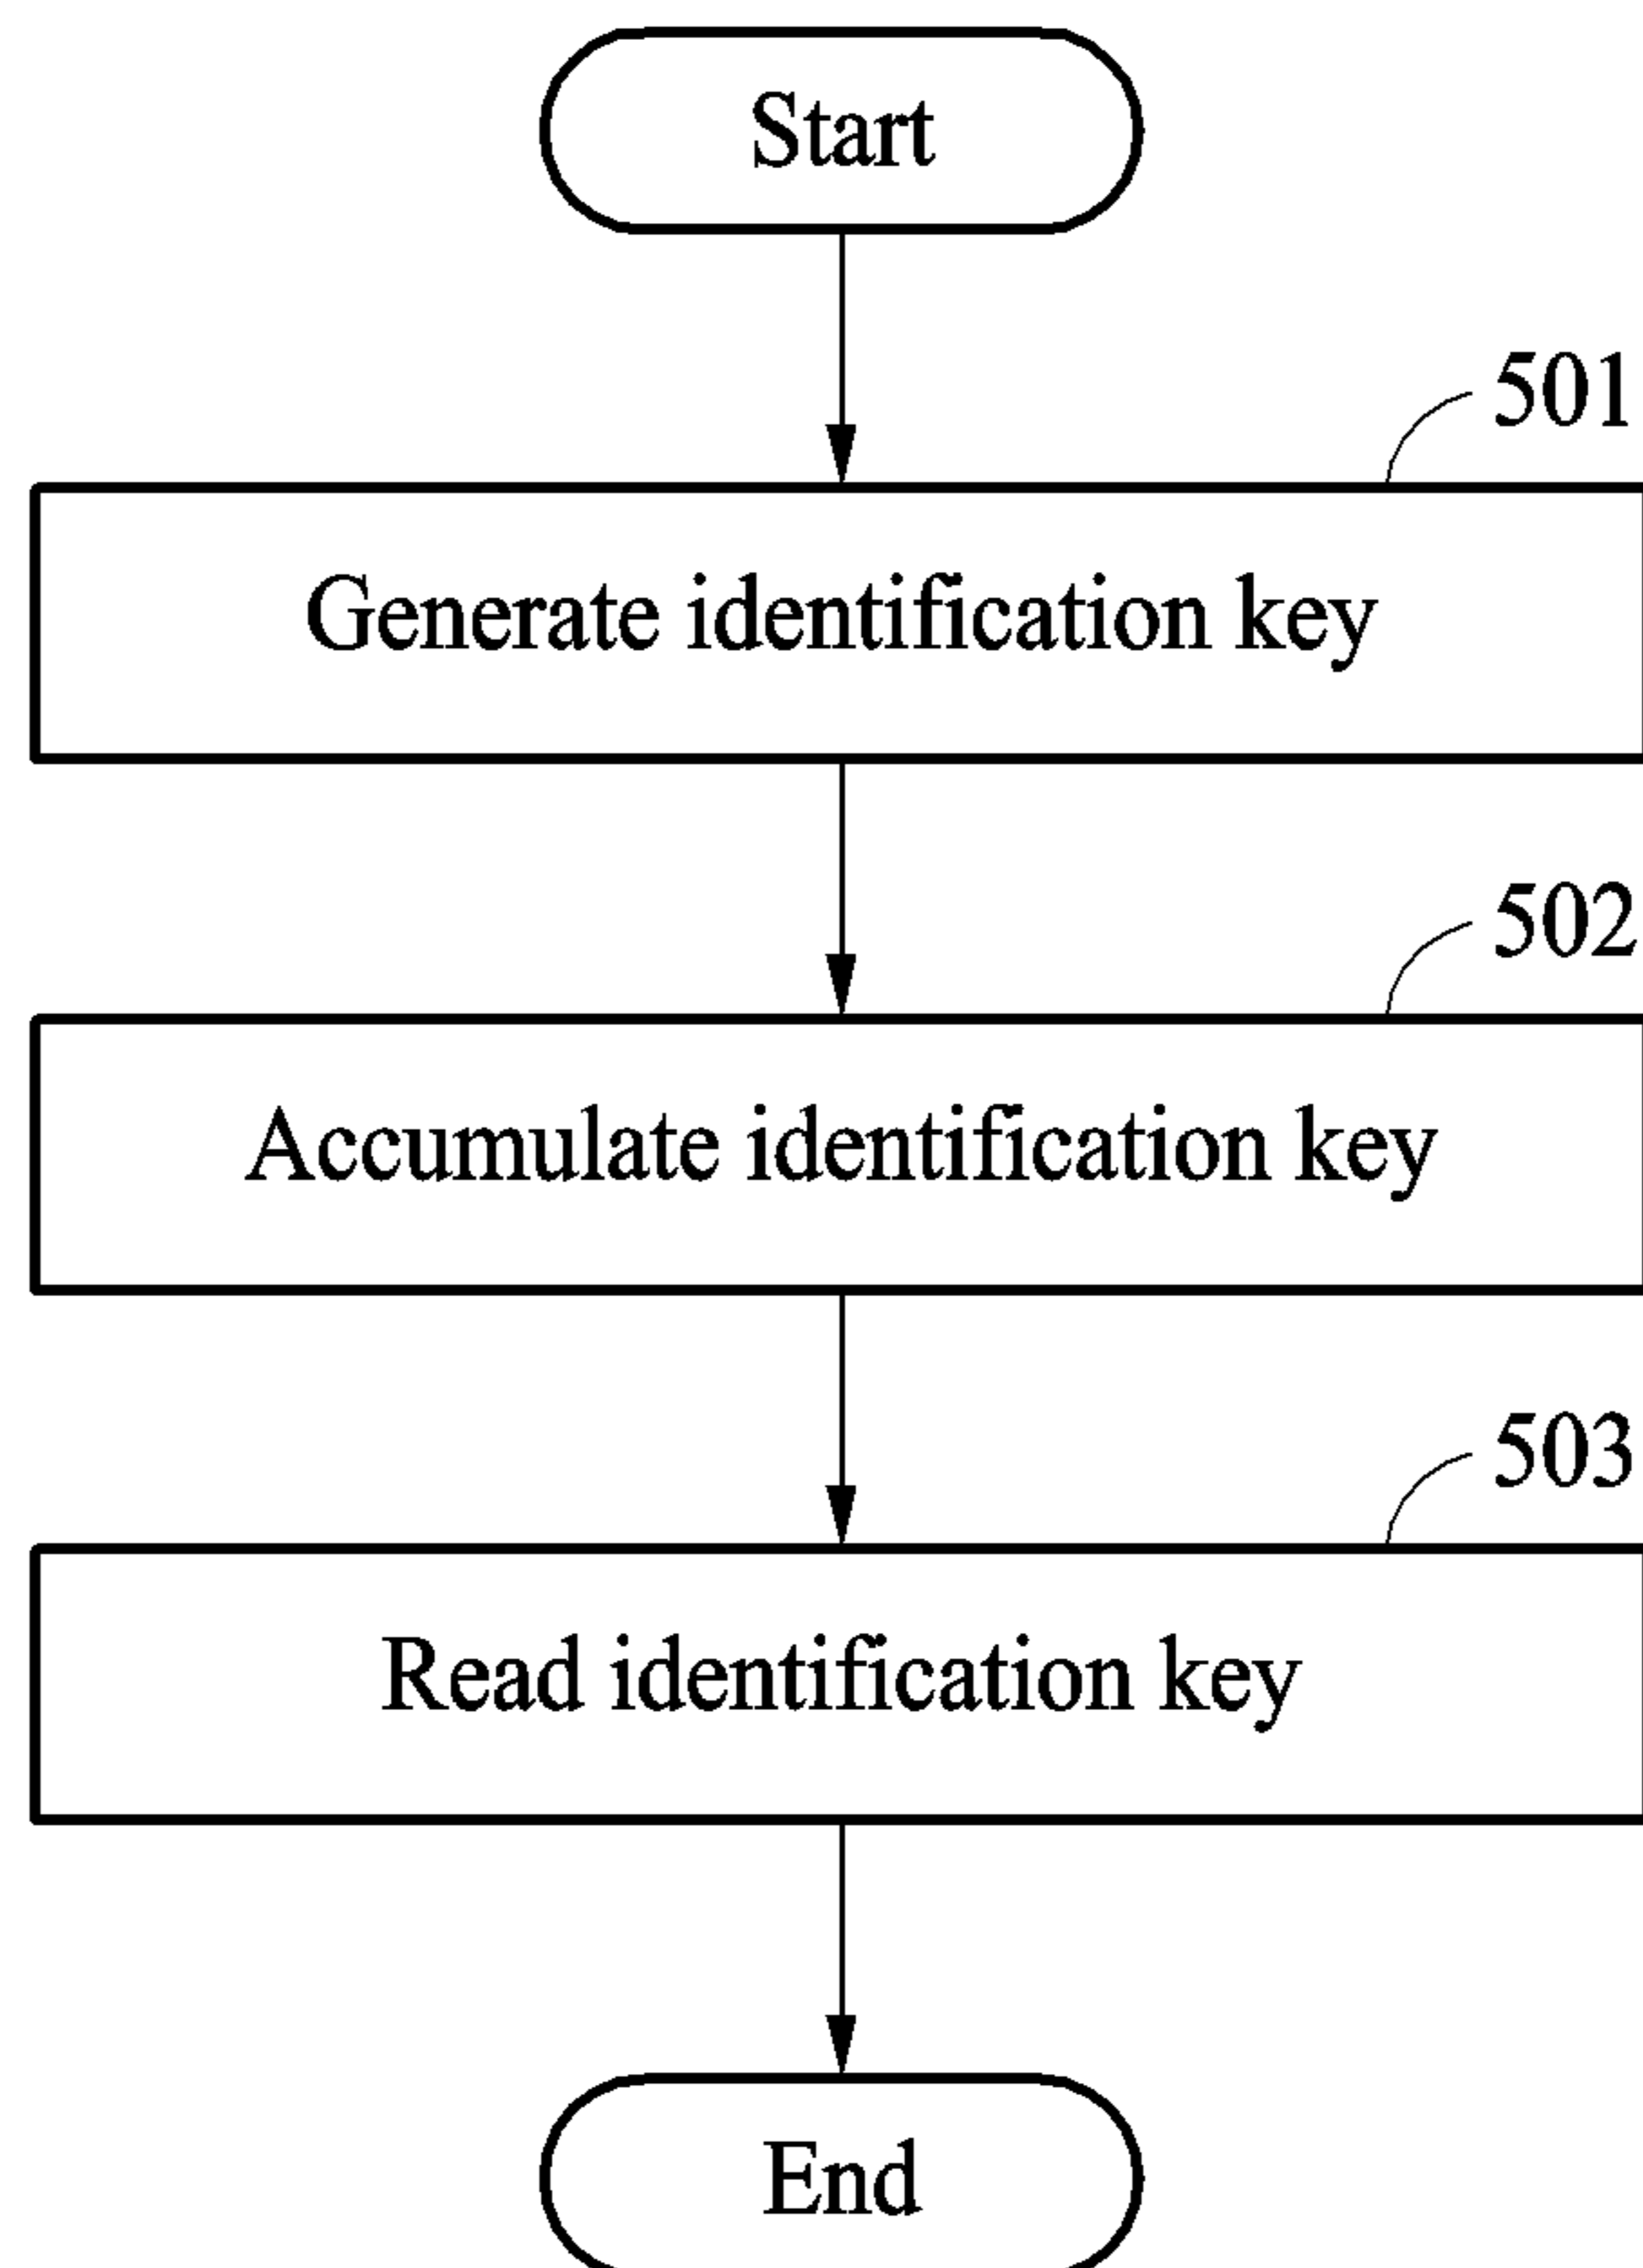 Start
501
Generate identification key
502
Accumulate identification key
503
Read identification key
End